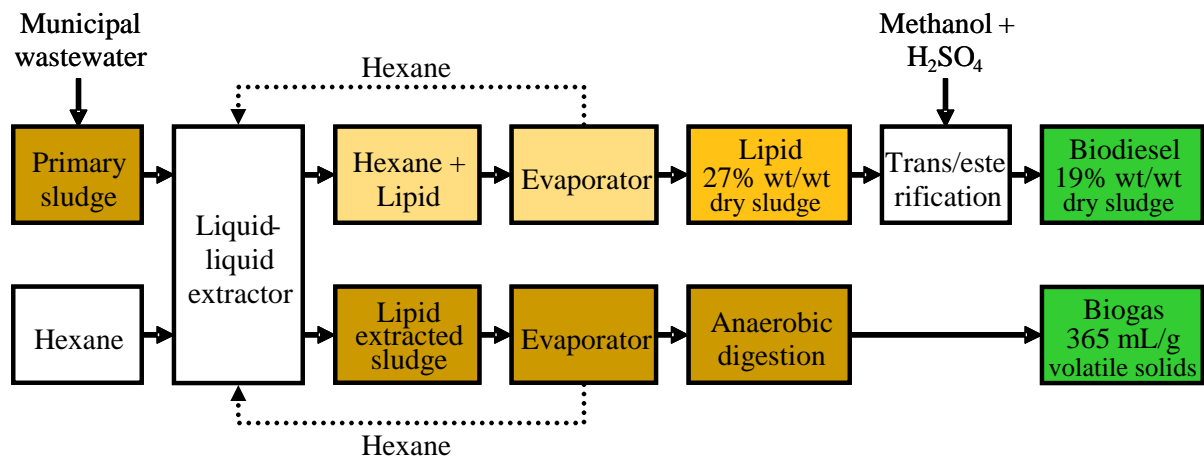 Municipal
wastewater
Methanol +
H₂SO₄
Hexane
Primary
sludge
Liquid-
liquid
extractor
Hexane +
Lipid
Evaporator
Lipid
27% wt/wt
dry sludge
Trans/este
rification
Biodiesel
19% wt/wt
dry sludge
Hexane
Lipid
extracted
sludge
Evaporator
Anaerobic
digestion
Biogas
365 mL/g
volatile solids
Hexane